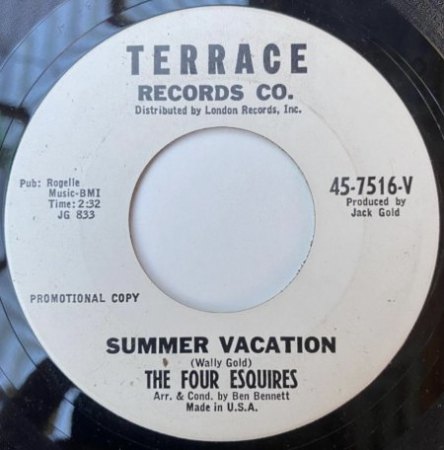 TERRACE
RECORDS CO.
Distributed by London Records, Inc.
Pub: Rogelle
Music-BMI
Time: 2:32
JG 833
45-7516-V
Produced by
Jack Gold
PROMOTIONAL COPY
SUMMER VACATION
(Wally Gold)
THE FOUR ESQUIRES
Arr. & Cond. by Ben Bennett
Made in U.S.A.